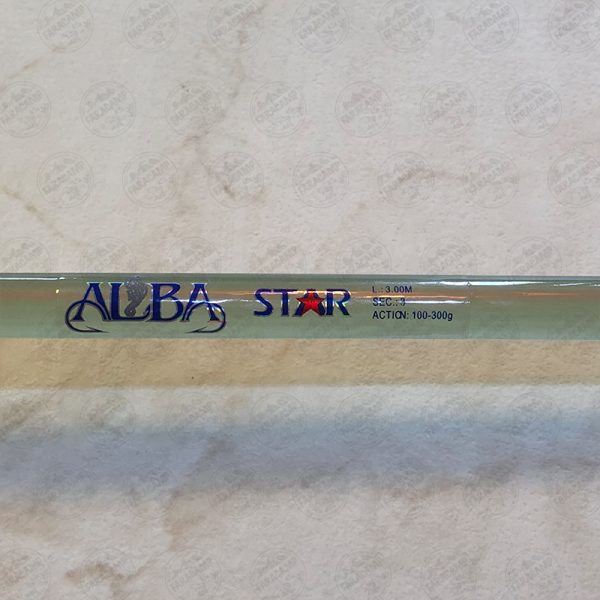 ALBA STAR
L.: 3.00M
SEC.: 3
ACTION: 100-300g